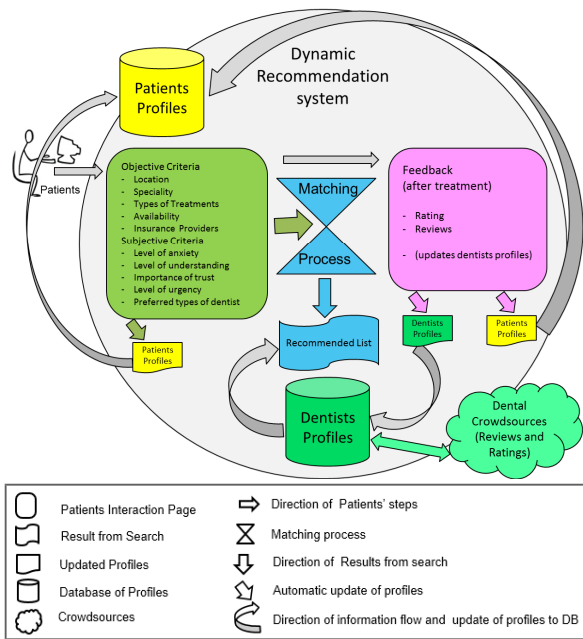 Dynamic
Recommendation
system
Patients
Profiles
Patients
Objective Criteria
- Location
- Speciality
- Types of Treatments
- Availability
- Insurance Providers
Subjective Criteria
- Level of anxiety
- Level of understanding
- Importance of trust
- Level of urgency
- Preferred types of dentist
Matching
Process
Feedback
(after treatment)
- Rating
- Reviews
- (updates dentists profiles)
Patients
Profiles
Recommended List
Dentists
Profiles
Patients
Profiles
Dentists
Profiles
Dental
Crowdsources
(Reviews and
Ratings)
Patients Interaction Page
Result from Search
Updated Profiles
Database of Profiles
Crowdsources
Direction of Patients' steps
Matching process
Direction of Results from search
Automatic update of profiles
Direction of information flow and update of profiles to DB